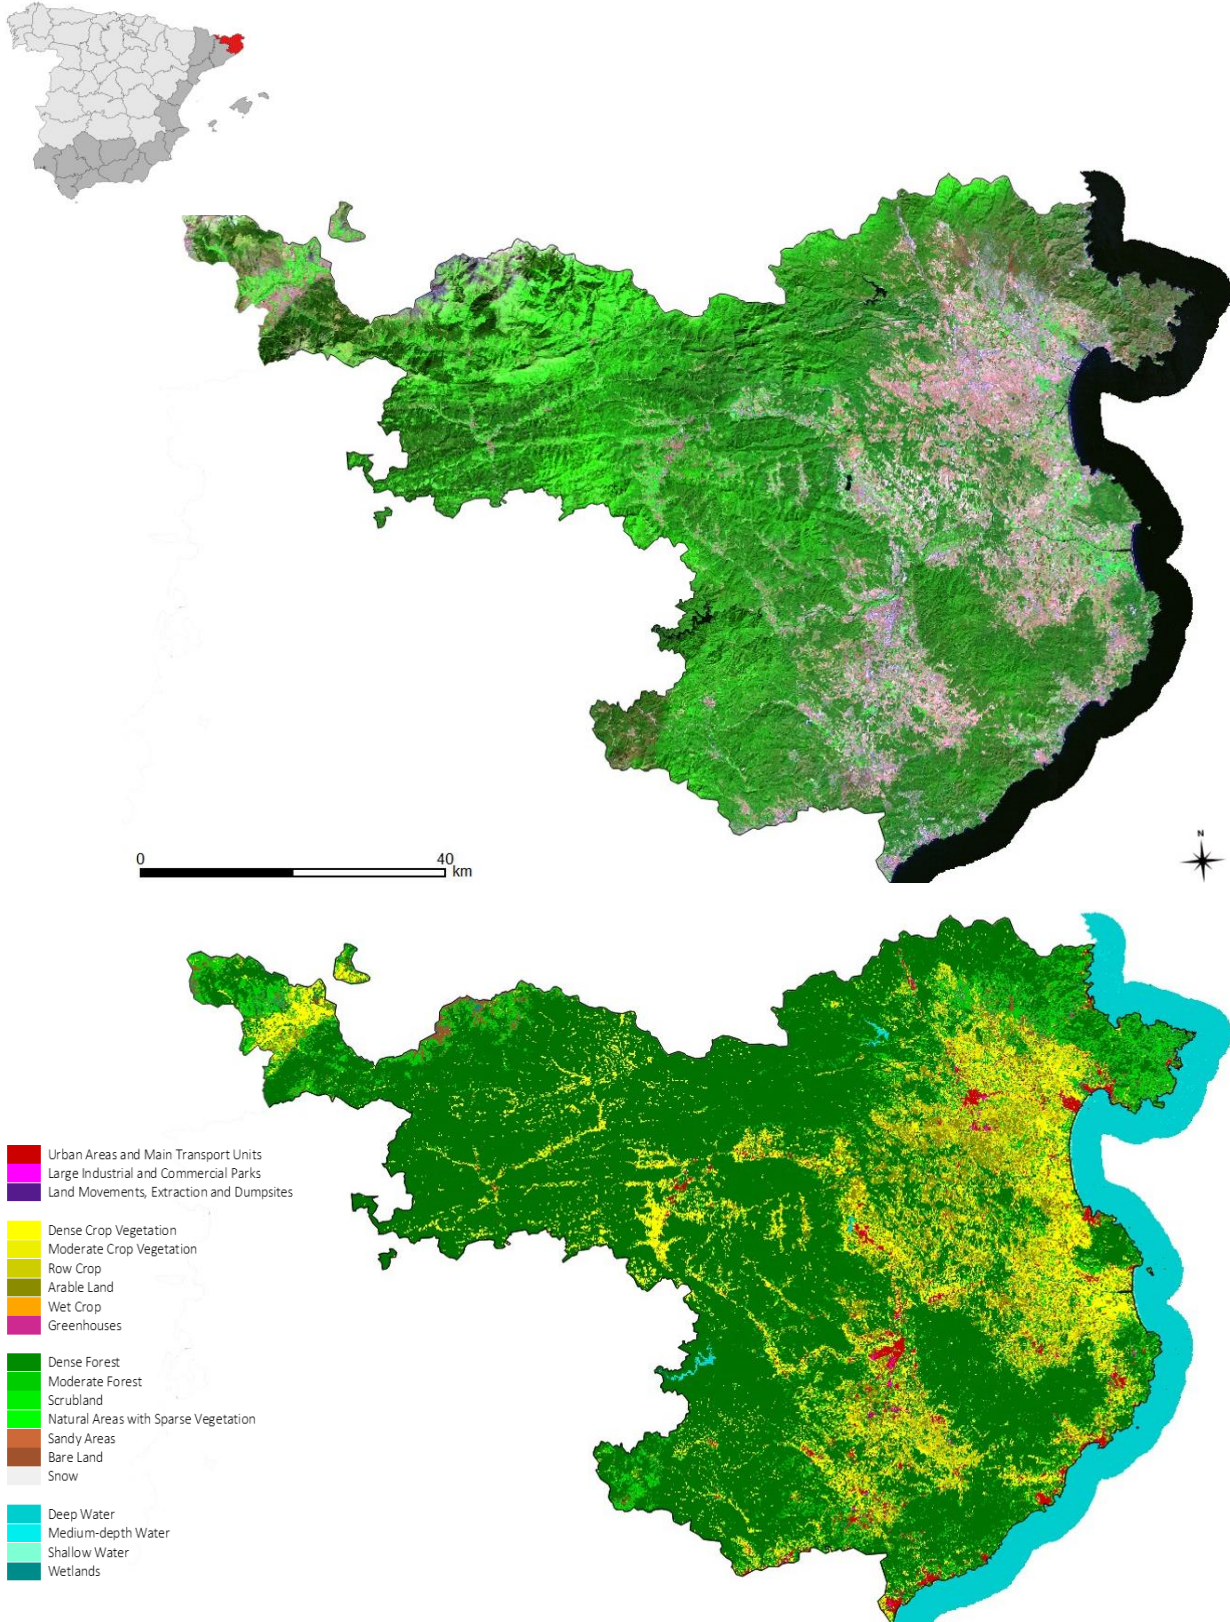 N
0 40
km
Urban Areas and Main Transport Units
Large Industrial and Commercial Parks
Land Movements, Extraction and Dumpsites
Dense Crop Vegetation
Moderate Crop Vegetation
Row Crop
Arable Land
Wet Crop
Greenhouses
Dense Forest
Moderate Forest
Scrubland
Natural Areas with Sparse Vegetation
Sandy Areas
Bare Land
Snow
Deep Water
Medium-depth Water
Shallow Water
Wetlands